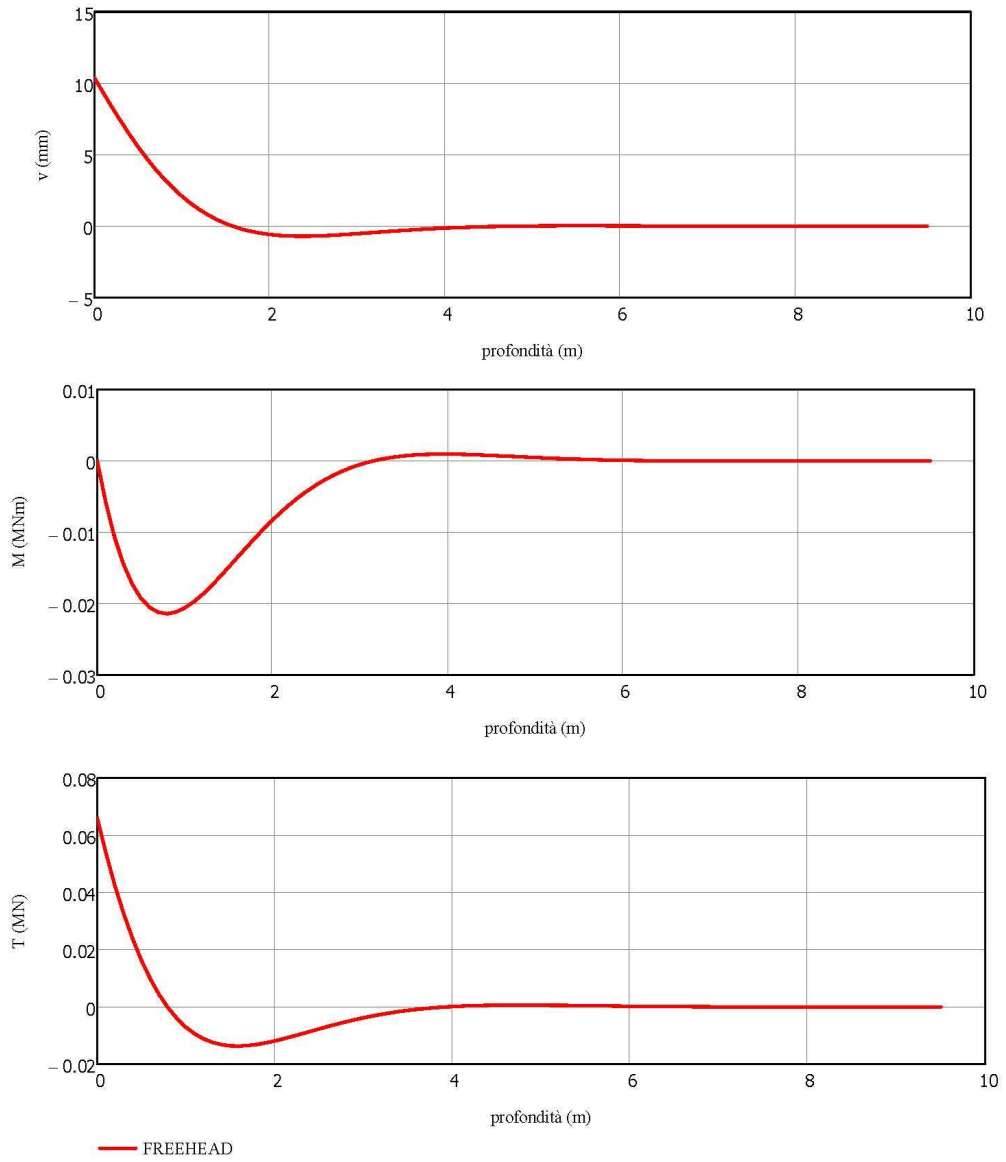 15
10
5
0
− 5
0 2 4 6 8 10
v (mm)
profondità (m)
0.01
0
− 0.01
− 0.02
− 0.03
0 2 4 6 8 10
M (MNm)
profondità (m)
0.08
0.06
0.04
0.02
0
− 0.02
0 2 4 6 8 10
T (MN)
profondità (m)
FREEHEAD